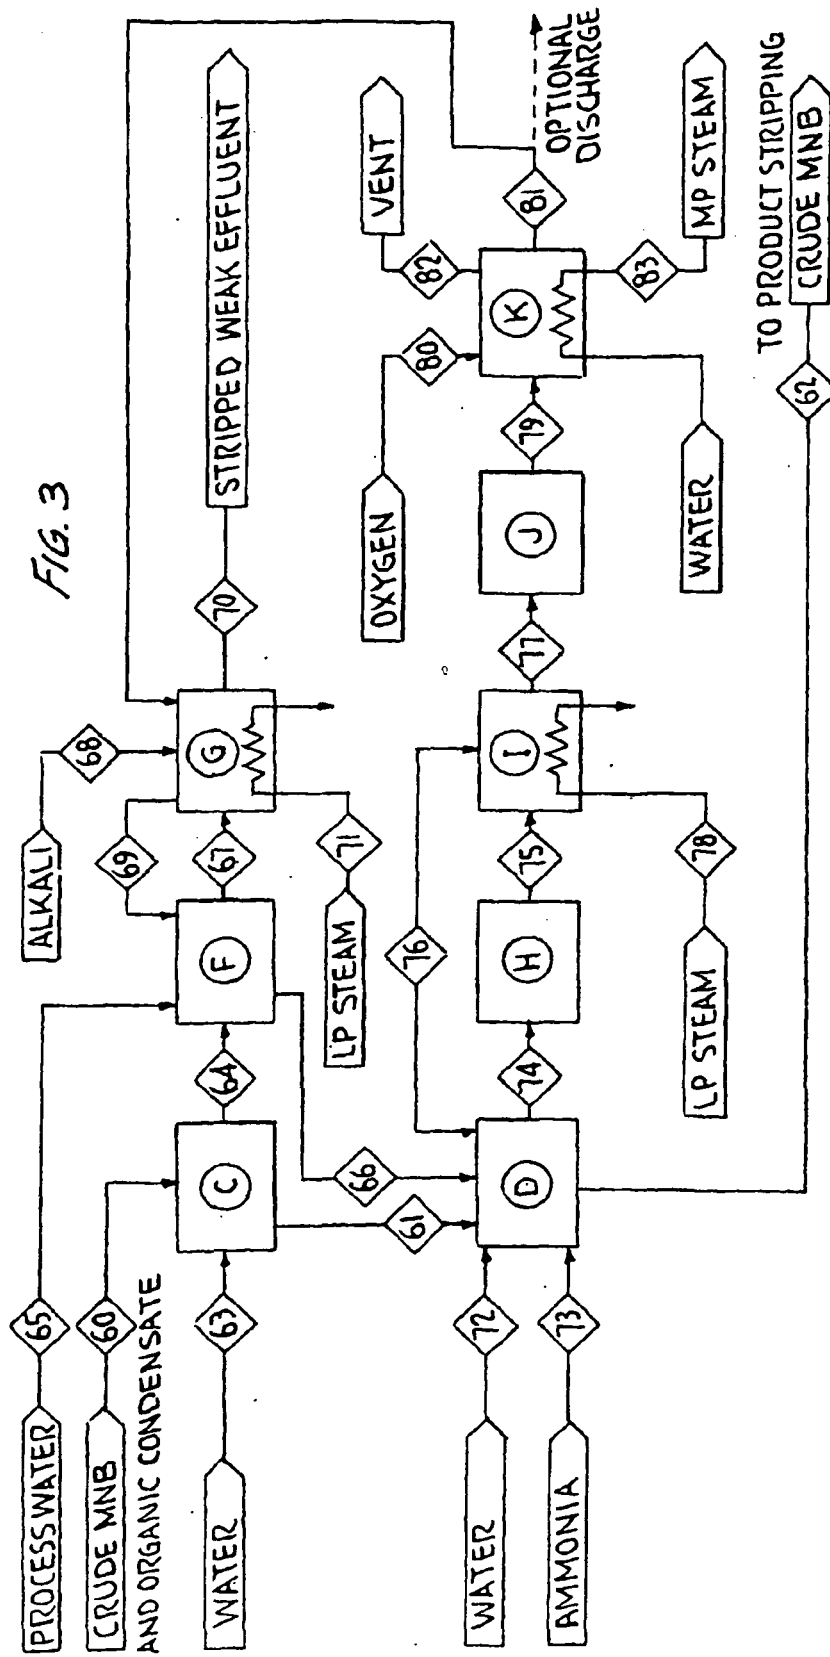 FIG. 3
PROCESS WATER
65
CRUDE MNB
AND ORGANIC CONDENSATE
60
WATER
63
C
64
F
67
G
70
STRIPPED WEAK EFFLUENT
ALKALI
68
69
71
LP STEAM
61
66
WATER
72
AMMONIA
73
D
74
H
75
I
76
77
J
79
K
78
LP STEAM
OXYGEN
80
82
VENT
81
OPTIONAL
DISCHARGE
83
MP STEAM
WATER
TO PRODUCT STRIPPING
62
CRUDE MNB